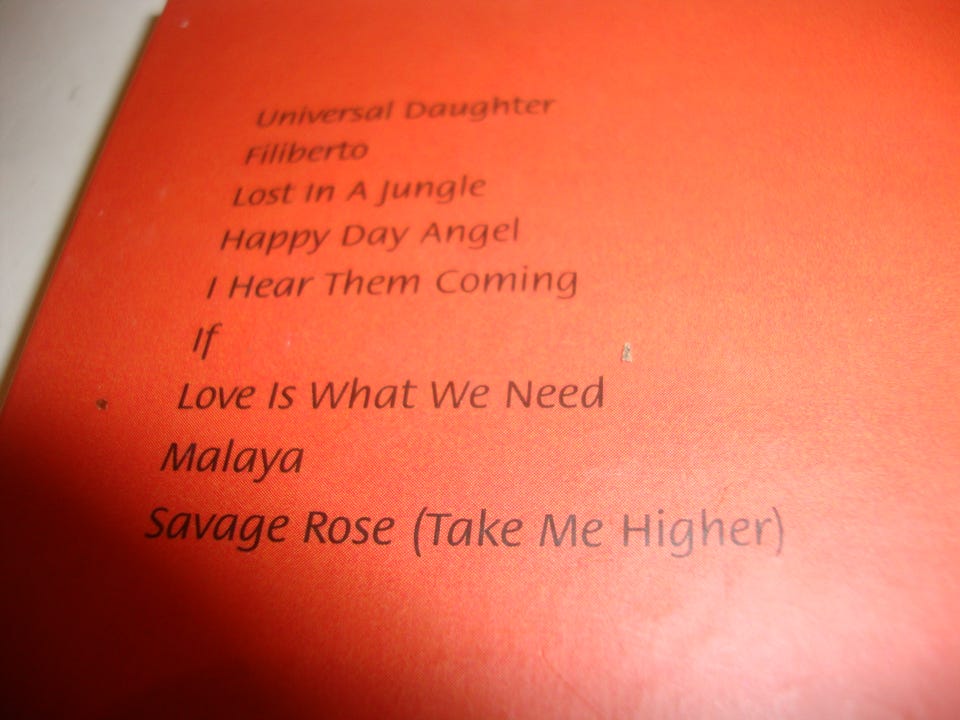 Universal Daughter
Filiberto
Lost In A Jungle
Happy Day Angel
I Hear Them Coming
If
Love Is What We Need
Malaya
Savage Rose (Take Me Higher)